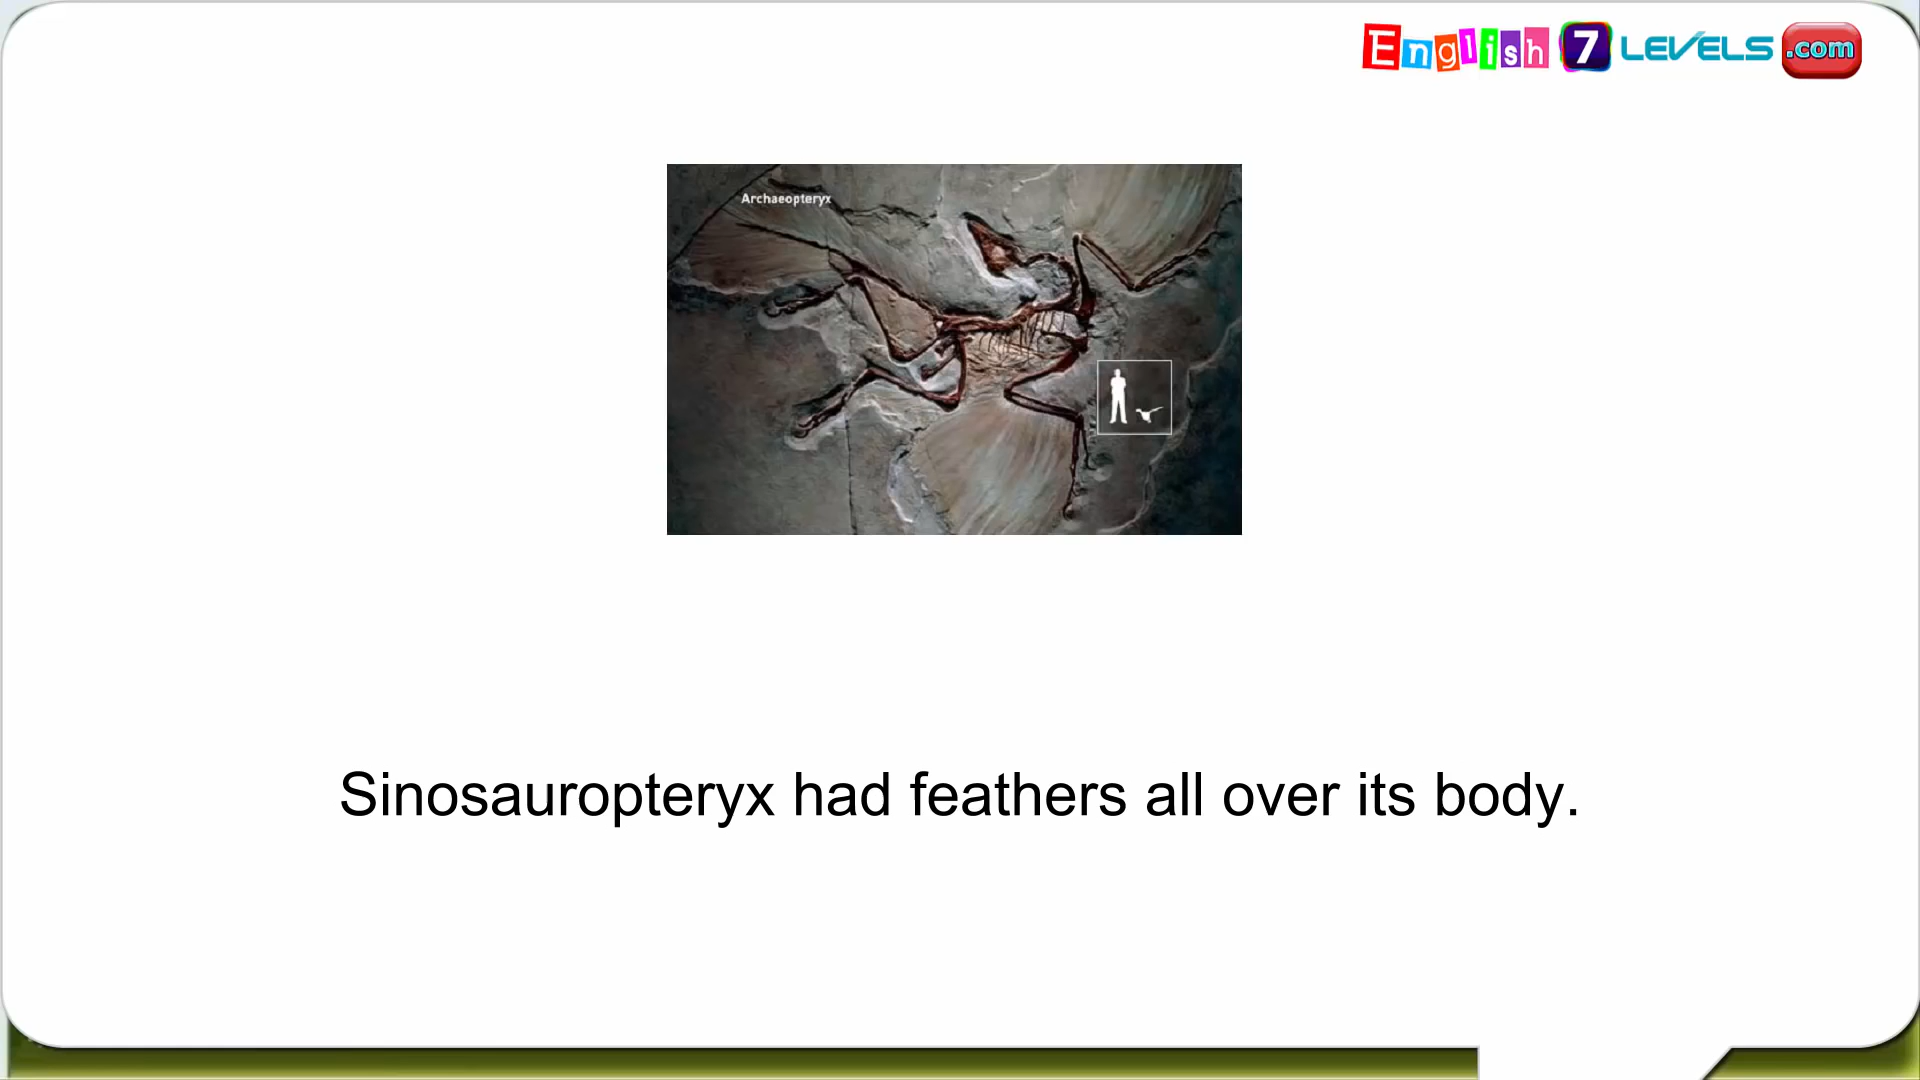 English 7 LEVELS .com
Archaeopteryx
Sinosauropteryx had feathers all over its body.